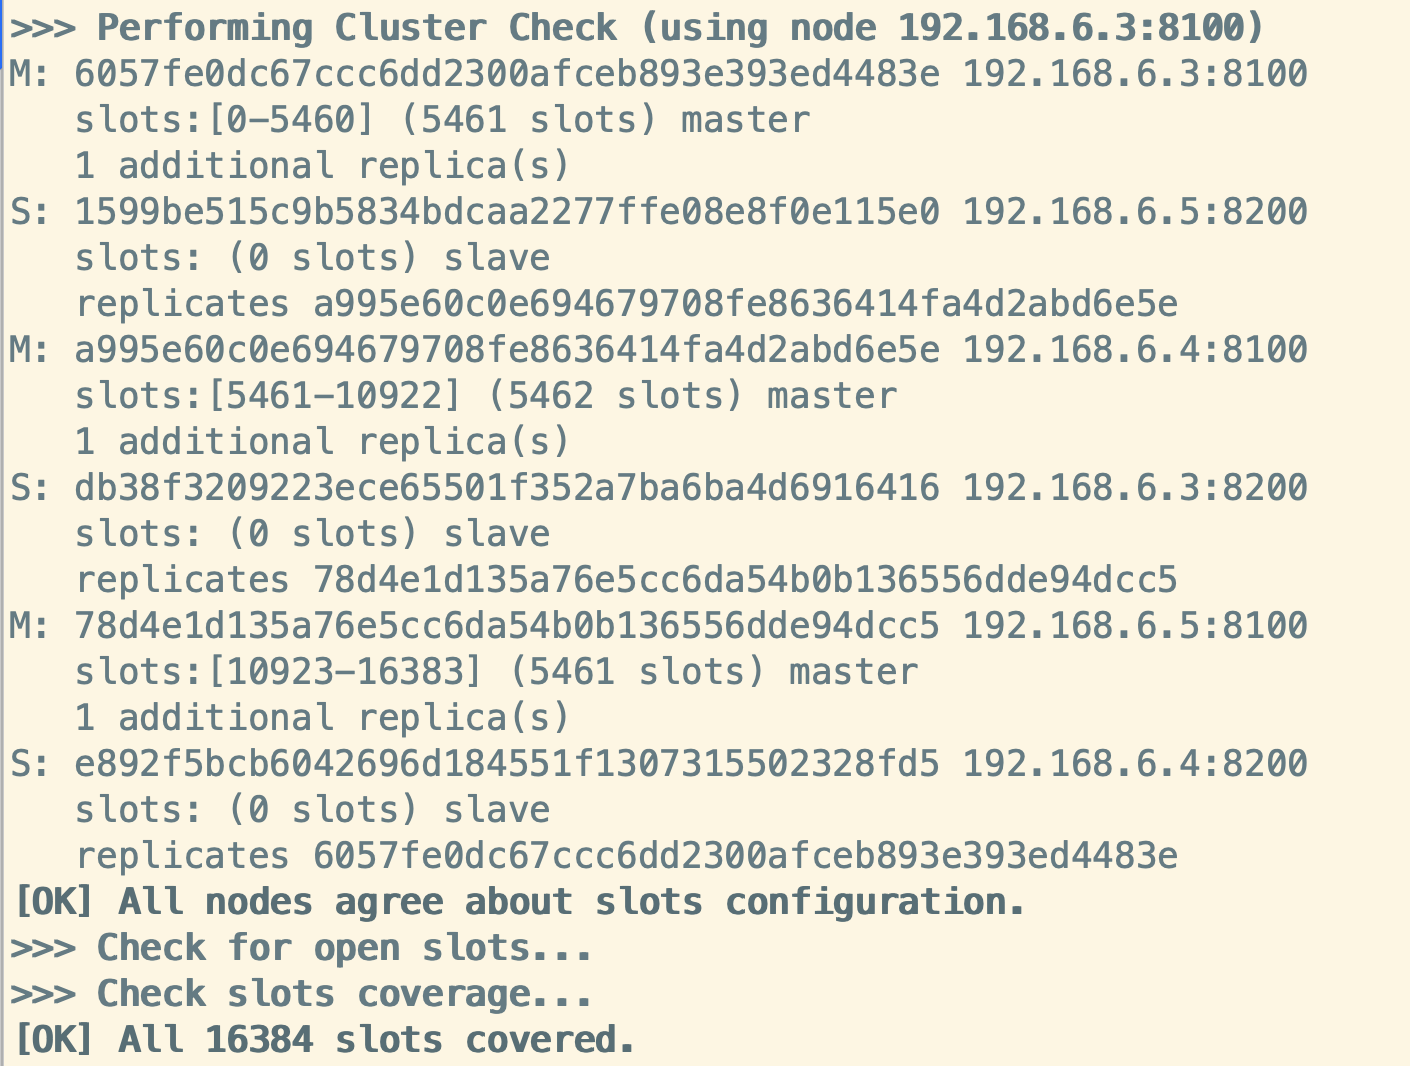 >>> Performing Cluster Check (using node 192.168.6.3:8100)
M: 6057fe0dc67ccc6dd2300afceb893e393ed4483e 192.168.6.3:8100
slots:[0-5460] (5461 slots) master
1 additional replica(s)
S: 1599be515c9b5834bdcaa2277ffe08e8f0e115e0 192.168.6.5:8200
slots: (0 slots) slave
replicates a995e60c0e694679708fe8636414fa4d2abd6e5e
M: a995e60c0e694679708fe8636414fa4d2abd6e5e 192.168.6.4:8100
slots:[5461-10922] (5462 slots) master
1 additional replica(s)
S: db38f3209223ece65501f352a7ba6ba4d6916416 192.168.6.3:8200
slots: (0 slots) slave
replicates 78d4e1d135a76e5cc6da54b0b136556dde94dcc5
M: 78d4e1d135a76e5cc6da54b0b136556dde94dcc5 192.168.6.5:8100
slots:[10923-16383] (5461 slots) master
1 additional replica(s)
S: e892f5bcb6042696d184551f1307315502328fd5 192.168.6.4:8200
slots: (0 slots) slave
replicates 6057fe0dc67ccc6dd2300afceb893e393ed4483e
[OK] All nodes agree about slots configuration.
>>> Check for open slots...
>>> Check slots coverage...
[OK] All 16384 slots covered.